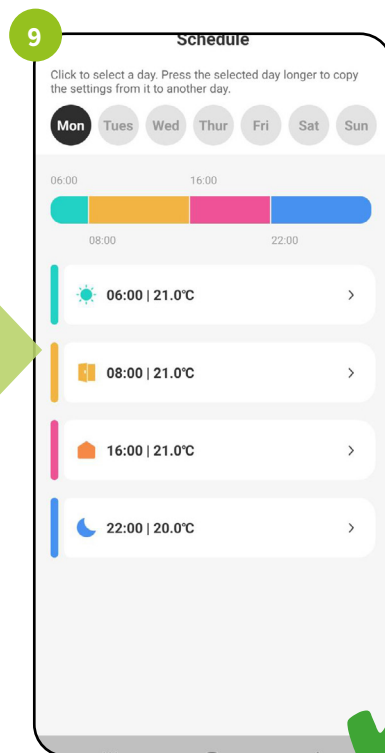 9
Schedule
Click to select a day. Press the selected day longer to copy
the settings from it to another day.
Mon Tues Wed Thur Fri Sat Sun
06:00 16:00
08:00 22:00
06:00 | 21.0℃
08:00 | 21.0℃
16:00 | 21.0℃
22:00 | 20.0℃